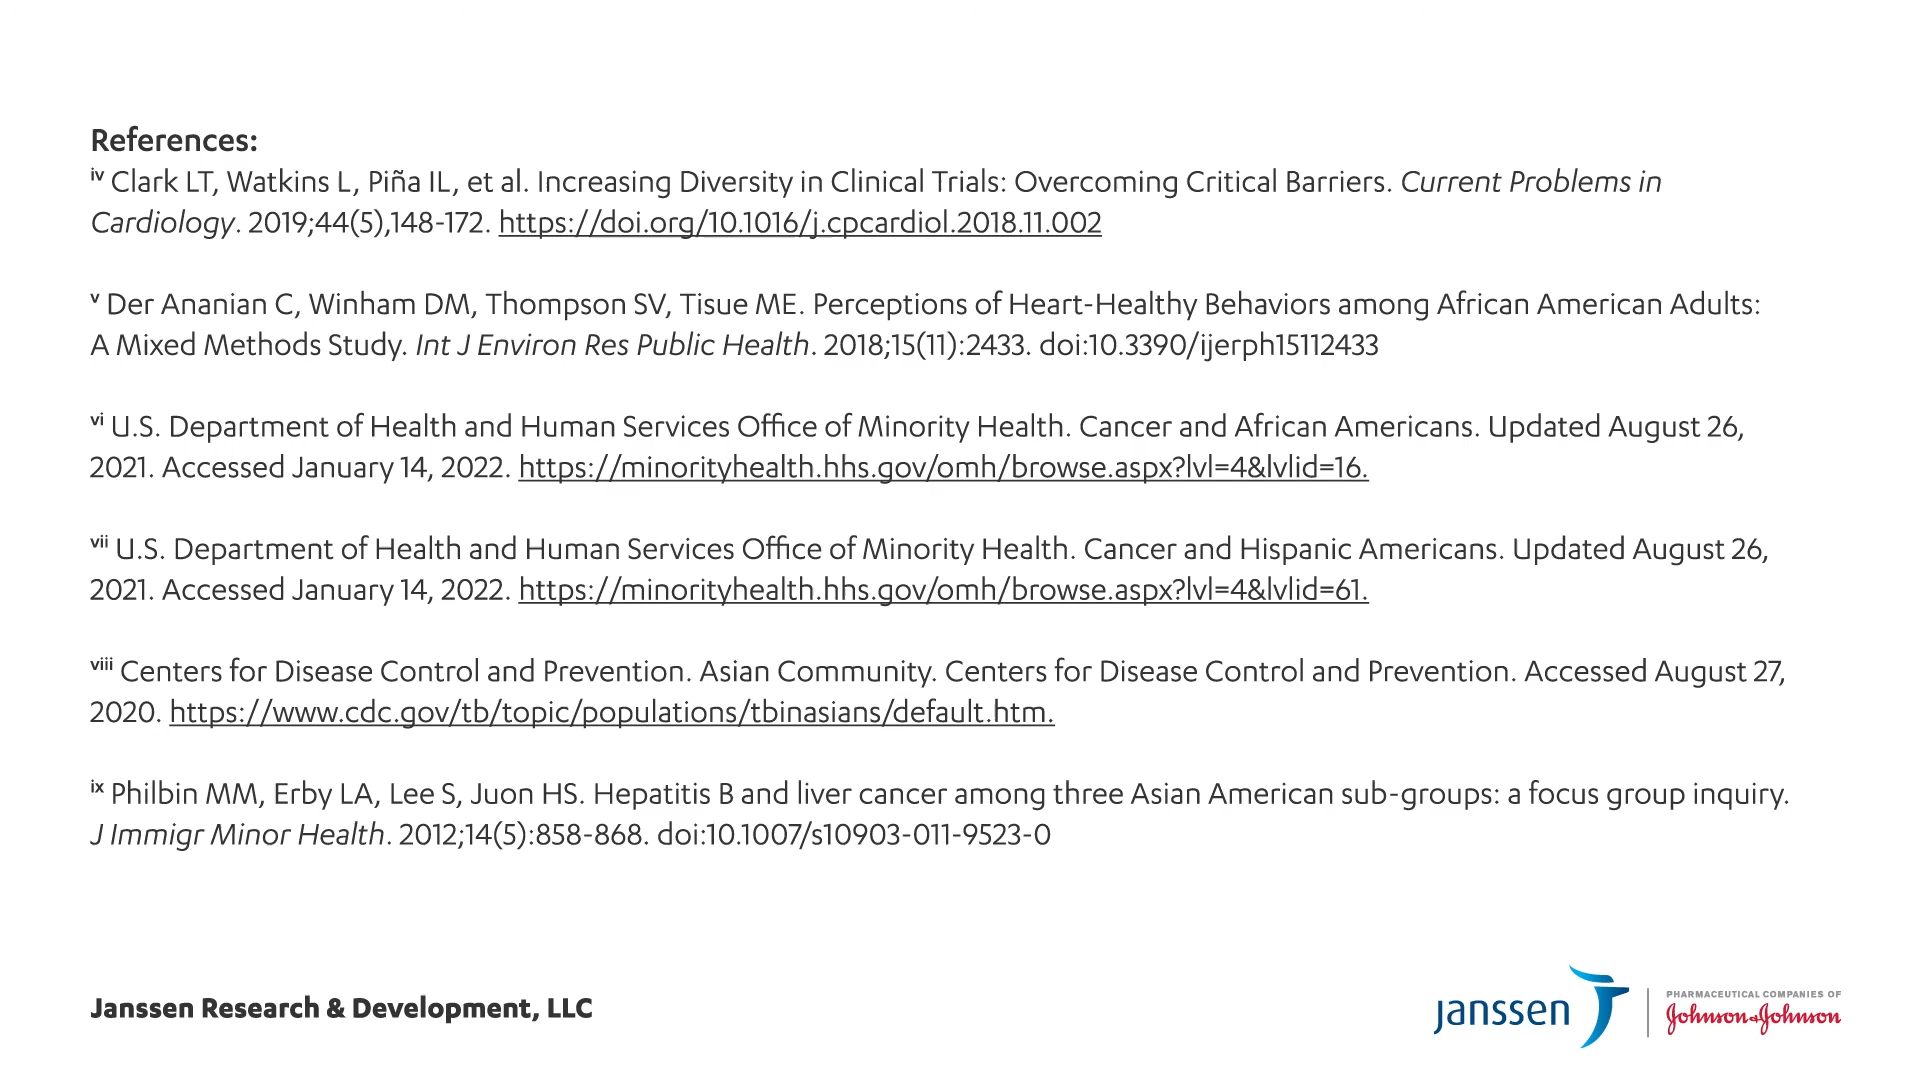 References:
iv Clark LT, Watkins L, Piña IL, et al. Increasing Diversity in Clinical Trials: Overcoming Critical Barriers. Current Problems in
Cardiology. 2019;44(5),148-172. https://doi.org/10.1016/j.cpcardiol.2018.11.002
v Der Ananian C, Winham DM, Thompson SV, Tisue ME. Perceptions of Heart-Healthy Behaviors among African American Adults:
A Mixed Methods Study. Int J Environ Res Public Health. 2018;15(11):2433. doi:10.3390/ijerph15112433
vi U.S. Department of Health and Human Services Office of Minority Health. Cancer and African Americans. Updated August 26,
2021. Accessed January 14, 2022. https://minorityhealth.hhs.gov/omh/browse.aspx?lvl=4&lvlid=16.
vii U.S. Department of Health and Human Services Office of Minority Health. Cancer and Hispanic Americans. Updated August 26,
2021. Accessed January 14, 2022. https://minorityhealth.hhs.gov/omh/browse.aspx?lvl=4&lvlid=61.
viii Centers for Disease Control and Prevention. Asian Community. Centers for Disease Control and Prevention. Accessed August 27,
2020. https://www.cdc.gov/tb/topic/populations/tbinasians/default.htm.
ix Philbin MM, Erby LA, Lee S, Juon HS. Hepatitis B and liver cancer among three Asian American sub-groups: a focus group inquiry.
J Immigr Minor Health. 2012;14(5):858-868. doi:10.1007/s10903-011-9523-0
Janssen Research & Development, LLC
janssen
PHARMACEUTICAL COMPANIES OF
Johnson & Johnson